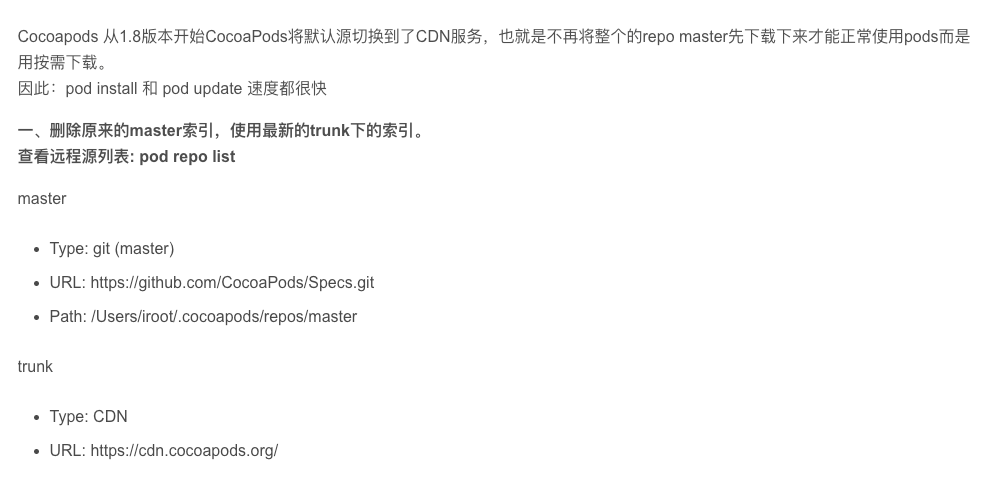 Cocoapods 从1.8版本开始CocoaPods将默认源切换到了CDN服务，也就是不再将整个的repo master先下载下来才能正常使用pods而是
用按需下载。
因此：pod install 和 pod update 速度都很快
一、删除原来的master索引，使用最新的trunk下的索引。
查看远程源列表: pod repo list
master
• Type: git (master)
• URL: https://github.com/CocoaPods/Specs.git
• Path: /Users/iroot/.cocoapods/repos/master
trunk
• Type: CDN
• URL: https://cdn.cocoapods.org/